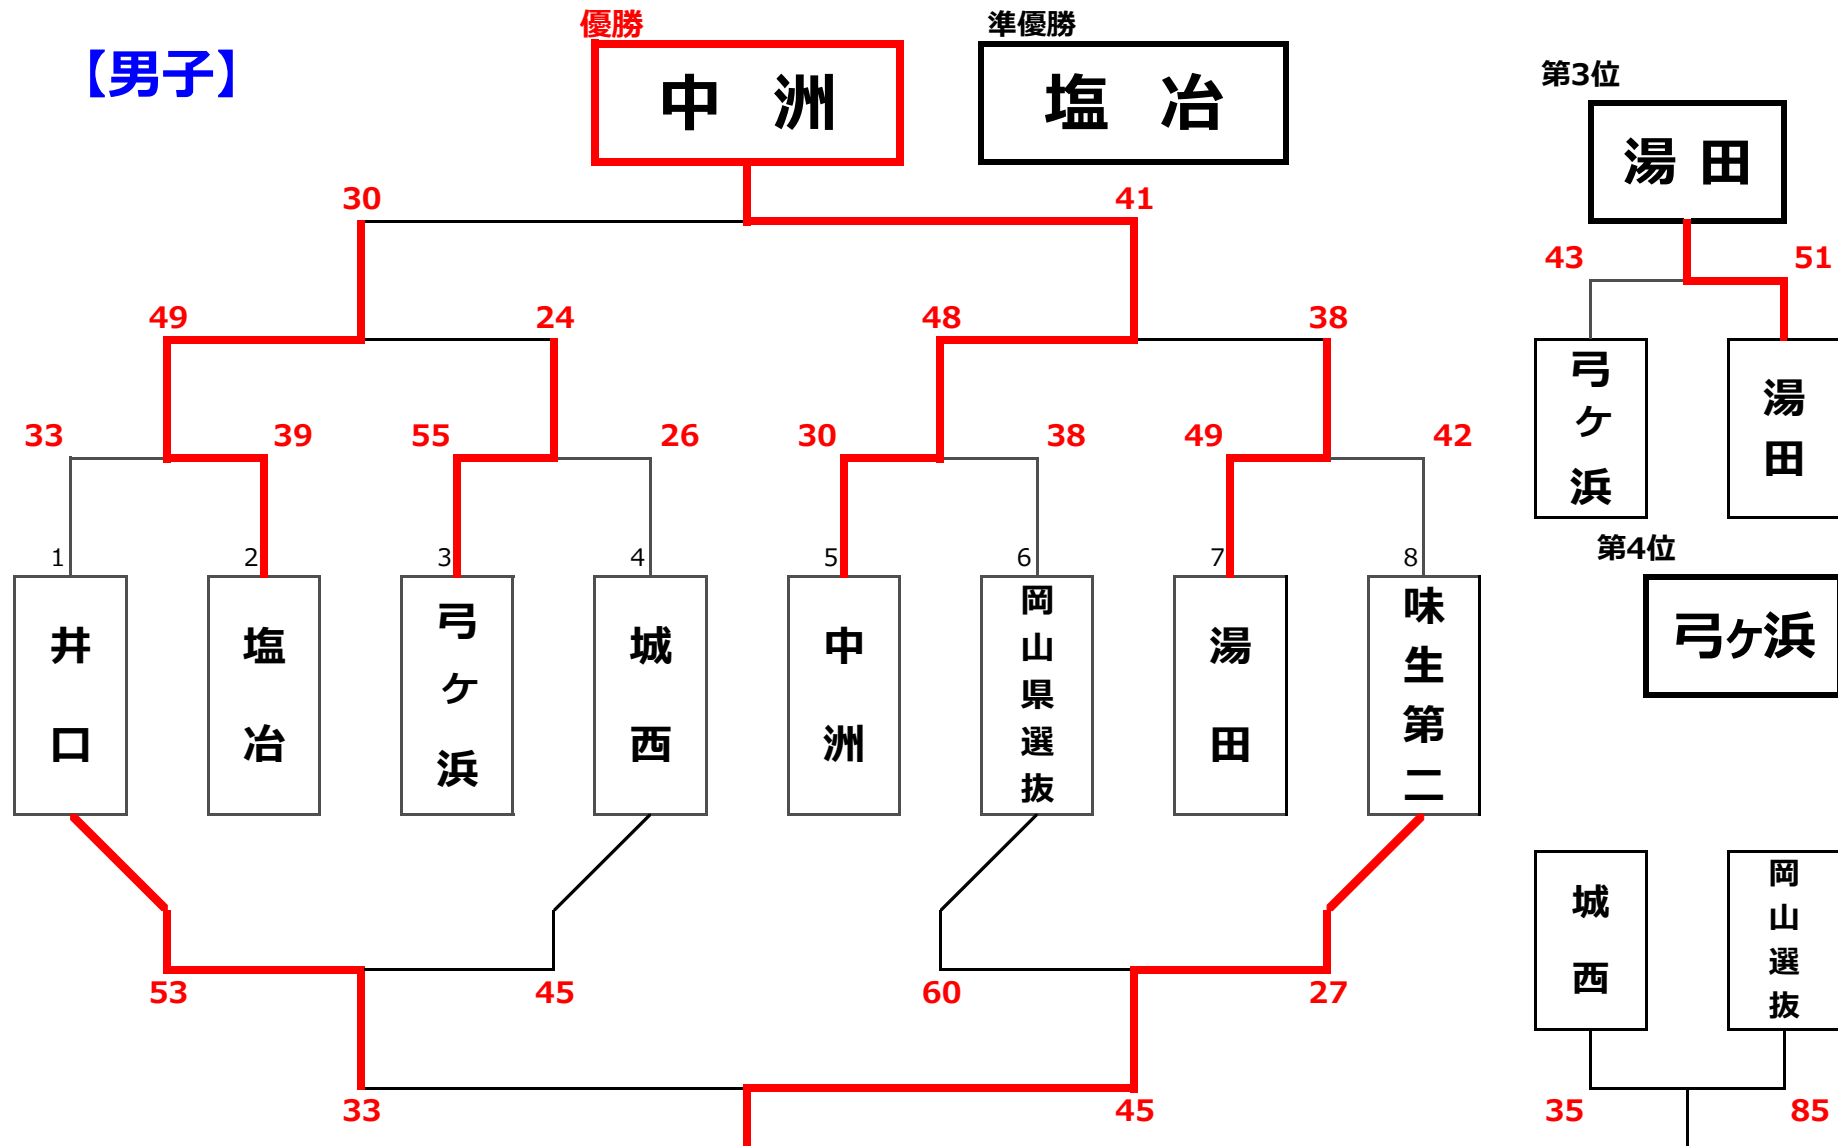 【男子】
優勝
中 洲
準優勝
塩 冶
第3位
湯 田
30
41
43
51
49
24
48
38
弓ヶ浜
湯田
33
39
55
26
30
38
49
42
1
2
3
4
5
6
7
8
井口
塩冶
弓ヶ浜
城西
中洲
岡山県選抜
湯田
味生第二
第4位
弓ヶ浜
城西
岡山選抜
53
45
60
27
33
45
35
85